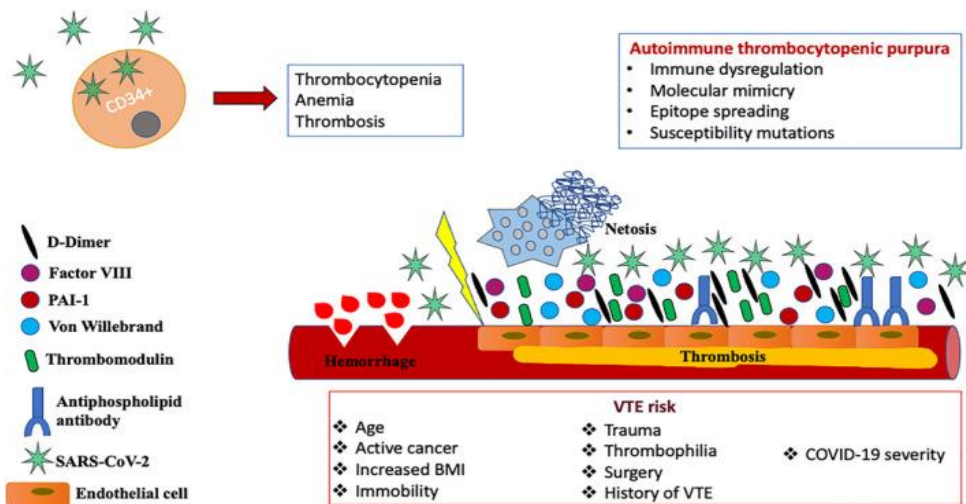 CD34+
Thrombocytopenia
Anemia
Thrombosis
Autoimmune thrombocytopenic purpura
• Immune dysregulation
• Molecular mimicry
• Epitope spreading
• Susceptibility mutations
Netosis
D-Dimer
Factor VIII
PAI-1
Von Willebrand
Thrombomodulin
Antiphospholipid
antibody
SARS-CoV-2
Endothelial cell
Hemorrhage
Thrombosis
VTE risk
❖ Age
❖ Active cancer
❖ Increased BMI
❖ Immobility
❖ Trauma
❖ Thrombophilia
❖ Surgery
❖ History of VTE
❖ COVID-19 severity